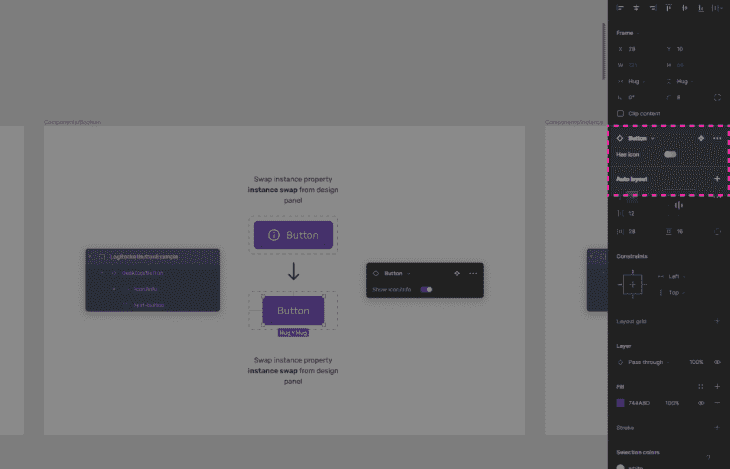 Components/Button
Swap instance property
instance swap from design
panel
Button
Button
Hug × Hug
Swap instance property
instance swap from design
panel
Button
Show icon/info
Components/Instance
Frame
X 28
Y 10
W
H
Hug
Hug
0°
8
Clip content
Button
Has icon
Auto layout
12
28
16
Constraints
Left
Top
Layout grid
Layer
Pass through 100%
Fill
744ABD 100%
Stroke
Selection colors
?